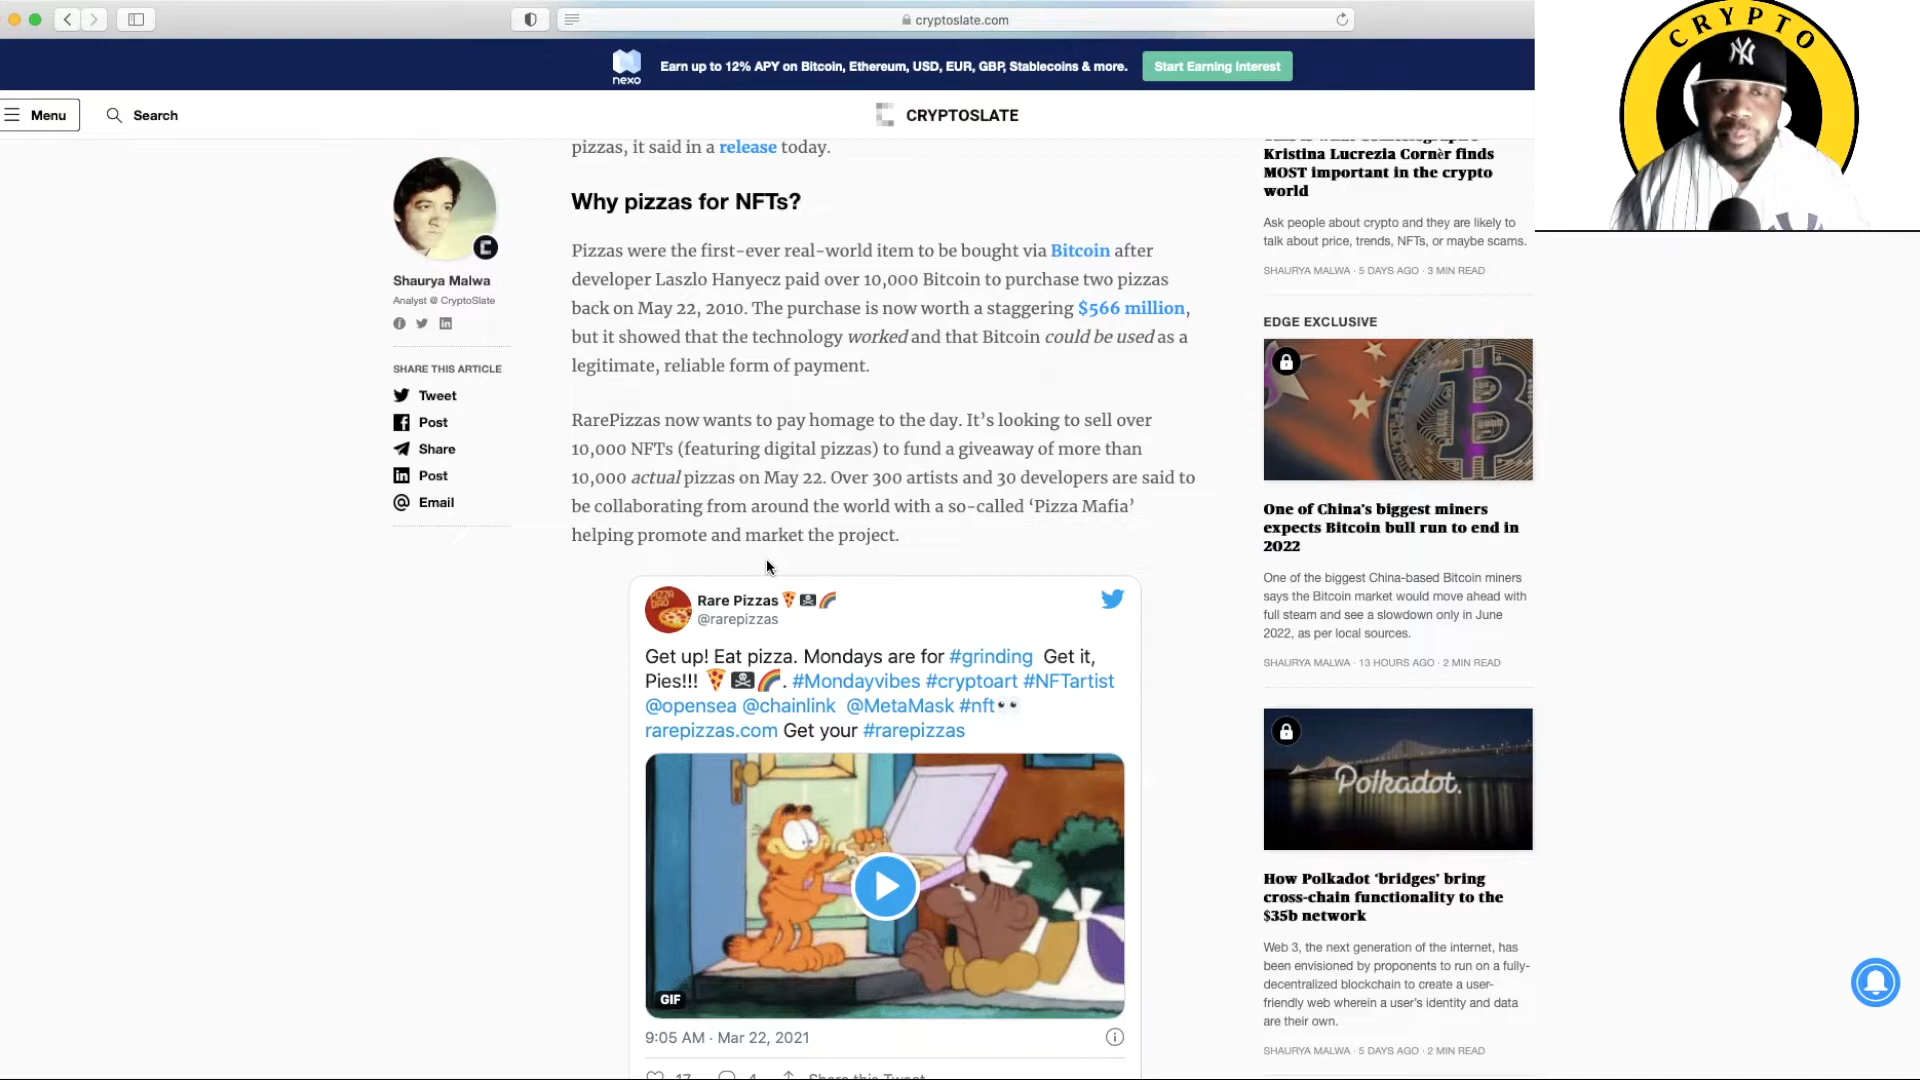 cryptoslate.com
nexo
Earn up to 12% APY on Bitcoin, Ethereum, USD, EUR, GBP, Stablecoins & more.
Start Earning Interest
Menu
Search
CRYPTOSLATE
CRYPTO
NY
Shaurya Malwa
Analyst @ CryptoSlate
SHARE THIS ARTICLE
Tweet
Post
Share
Post
Email
pizzas, it said in a release today.
Why pizzas for NFTs?
Pizzas were the first-ever real-world item to be bought via Bitcoin after
developer Laszlo Hanyecz paid over 10,000 Bitcoin to purchase two pizzas
back on May 22, 2010. The purchase is now worth a staggering $566 million,
but it showed that the technology worked and that Bitcoin could be used as a
legitimate, reliable form of payment.
RarePizzas now wants to pay homage to the day. It’s looking to sell over
10,000 NFTs (featuring digital pizzas) to fund a giveaway of more than
10,000 actual pizzas on May 22. Over 300 artists and 30 developers are said to
be collaborating from around the world with a so-called ‘Pizza Mafia’
helping promote and market the project.
PIZZA
DAO
Rare Pizzas 🍕🏴‍☠️🌈
@rarepizzas
Get up! Eat pizza. Mondays are for #grinding Get it,
Pies!!! 🍕🏴‍☠️🌈. #Mondayvibes #cryptoart #NFTartist
@opensea @chainlink @MetaMask #nft👀
rarepizzas.com Get your #rarepizzas
GIF
9:05 AM · Mar 22, 2021
17 4 Share this Tweet
Kristina Lucrezia Cornèr finds
MOST important in the crypto
world
Ask people about crypto and they are likely to
talk about price, trends, NFTs, or maybe scams.
SHAURYA MALWA · 5 DAYS AGO · 3 MIN READ
EDGE EXCLUSIVE
One of China’s biggest miners
expects Bitcoin bull run to end in
2022
One of the biggest China-based Bitcoin miners
says the Bitcoin market would move ahead with
full steam and see a slowdown only in June
2022, as per local sources.
SHAURYA MALWA · 13 HOURS AGO · 2 MIN READ
Polkadot.
How Polkadot ‘bridges’ bring
cross-chain functionality to the
$35b network
Web 3, the next generation of the internet, has
been envisioned by proponents to run on a fully-
decentralized blockchain to create a user-
friendly web wherein a user’s identity and data
are their own.
SHAURYA MALWA · 5 DAYS AGO · 2 MIN READ